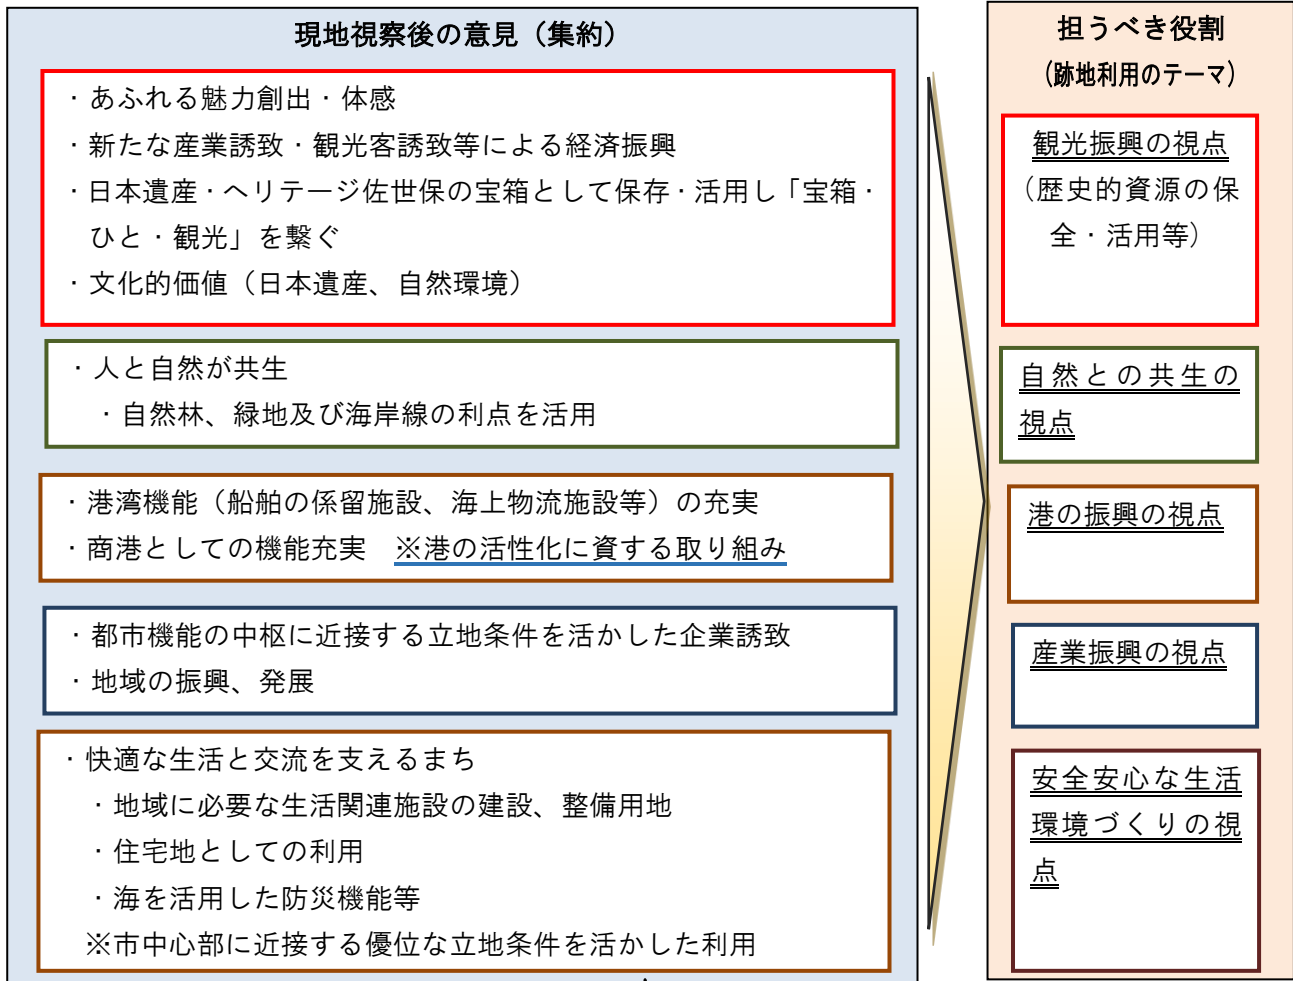 現地視察後の意見（集約）
・あふれる魅力創出・体感
・新たな産業誘致・観光客誘致等による経済振興
・日本遺産・ヘリテージ佐世保の宝箱として保存・活用し「宝箱・
ひと・観光」を繋ぐ
・文化的価値（日本遺産、自然環境）
・人と自然が共生
・自然林、緑地及び海岸線の利点を活用
・港湾機能（船舶の係留施設、海上物流施設等）の充実
・商港としての機能充実　※港の活性化に資する取り組み
・都市機能の中枢に近接する立地条件を活かした企業誘致
・地域の振興、発展
・快適な生活と交流を支えるまち
・地域に必要な生活関連施設の建設、整備用地
・住宅地としての利用
・海を活用した防災機能等
※市中心部に近接する優位な立地条件を活かした利用
担うべき役割
（跡地利用のテーマ）
観光振興の視点
（歴史的資源の保
全・活用等）
自然との共生の
視点
港の振興の視点
産業振興の視点
安全安心な生活
環境づくりの視
点